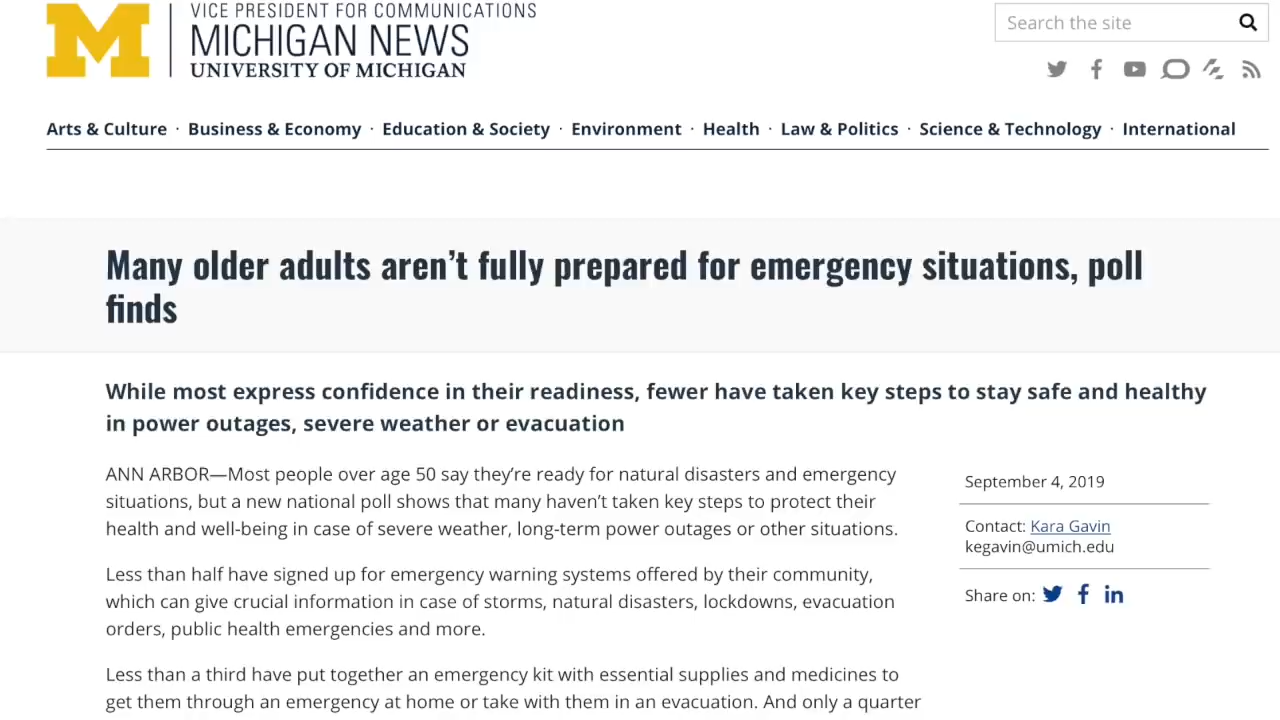 VICE PRESIDENT FOR COMMUNICATIONS
MICHIGAN NEWS
UNIVERSITY OF MICHIGAN
Search the site
Arts & Culture · Business & Economy · Education & Society · Environment · Health · Law & Politics · Science & Technology · International
Many older adults aren’t fully prepared for emergency situations, poll
finds
While most express confidence in their readiness, fewer have taken key steps to stay safe and healthy
in power outages, severe weather or evacuation
ANN ARBOR—Most people over age 50 say they’re ready for natural disasters and emergency
situations, but a new national poll shows that many haven’t taken key steps to protect their
health and well-being in case of severe weather, long-term power outages or other situations.
Less than half have signed up for emergency warning systems offered by their community,
which can give crucial information in case of storms, natural disasters, lockdowns, evacuation
orders, public health emergencies and more.
Less than a third have put together an emergency kit with essential supplies and medicines to
get them through an emergency at home or take with them in an evacuation. And only a quarter
September 4, 2019
Contact: Kara Gavin
kegavin@umich.edu
Share on: